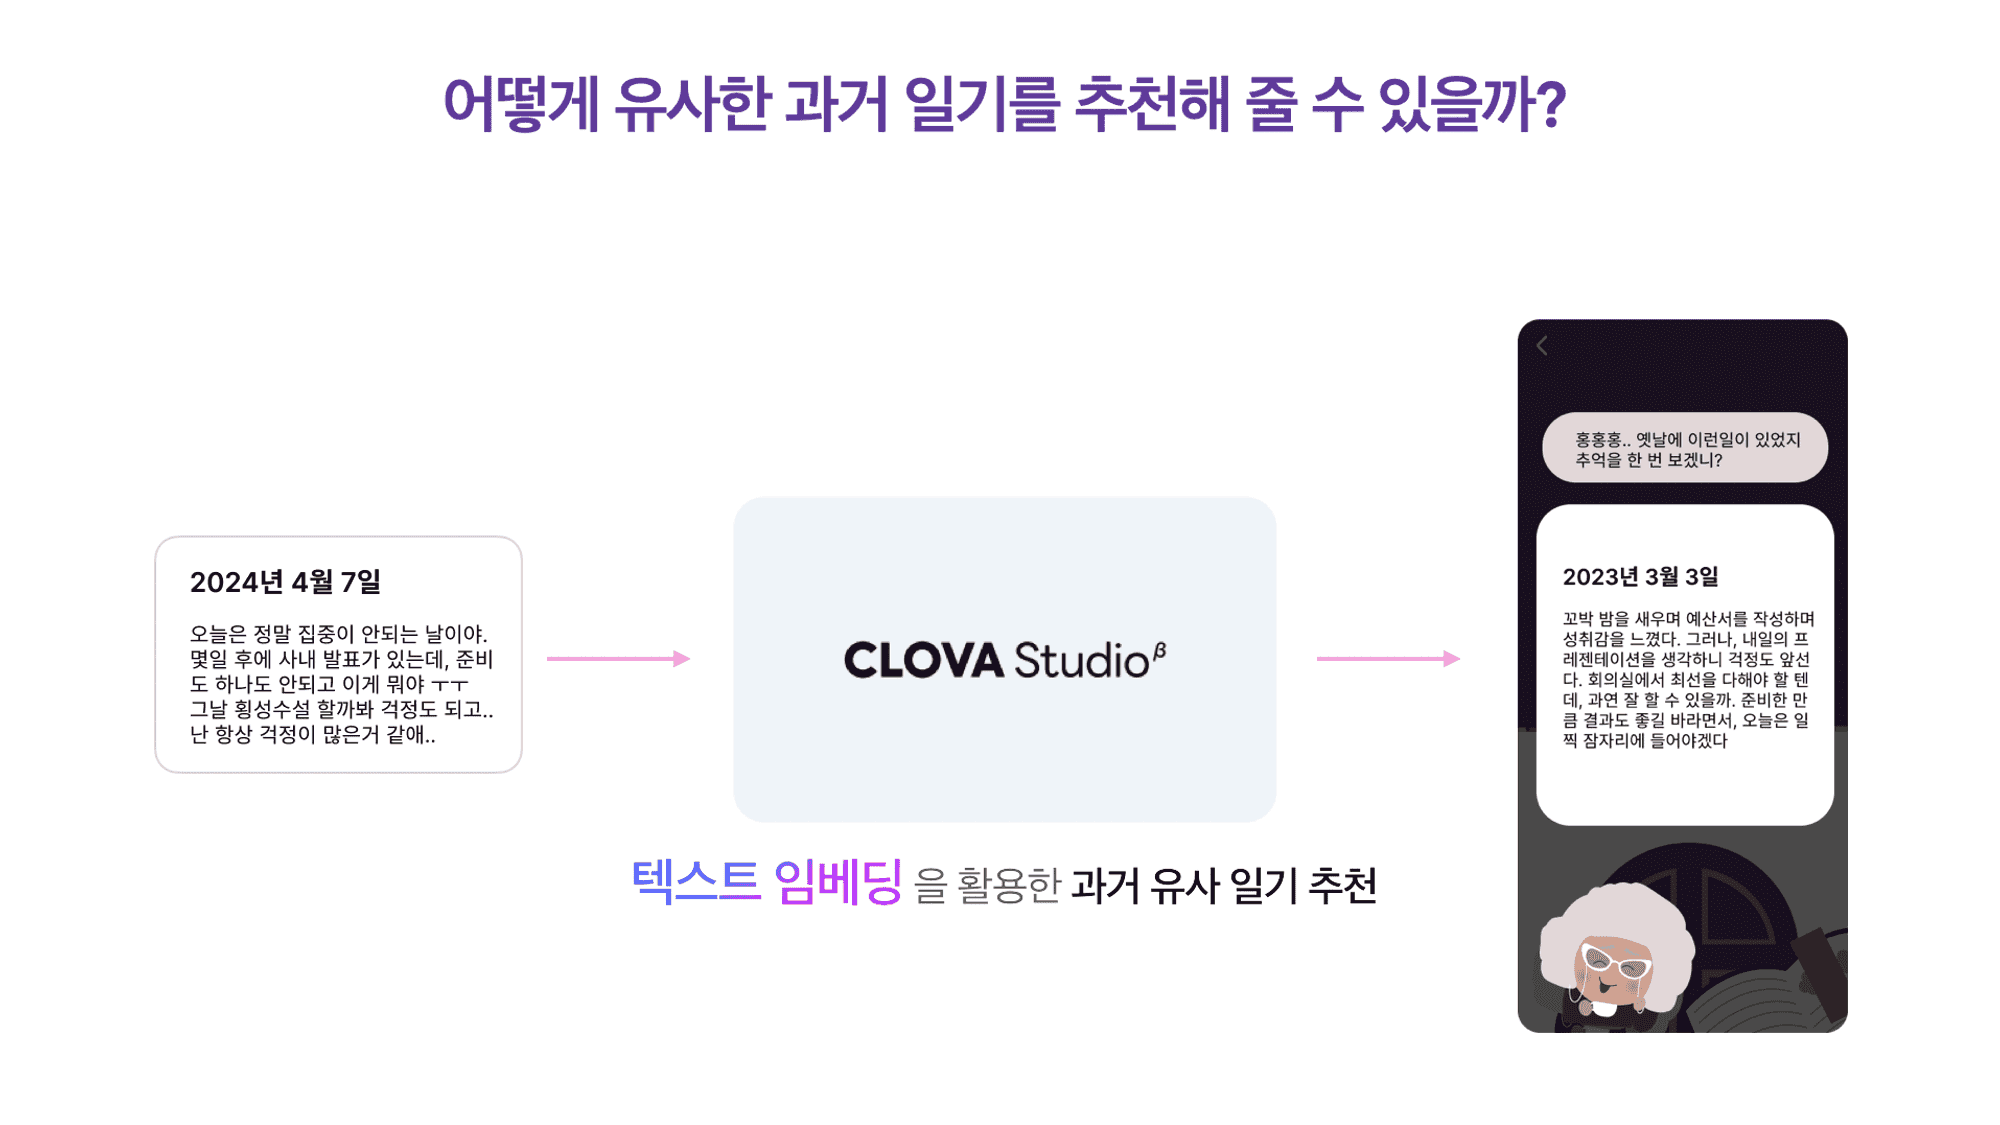 어떻게 유사한 과거 일기를 추천해 줄 수 있을까?
2024년 4월 7일
오늘은 정말 집중이 안되는 날이야.
몇일 후에 사내 발표가 있는데, 준비
도 하나도 안되고 이게 뭐야 ㅜㅜ
그날 횡성수설 할까봐 걱정도 되고..
난 항상 걱정이 많은거 같애..
CLOVA Studioᵝ
텍스트 임베딩 을 활용한 과거 유사 일기 추천
홍홍홍.. 옛날에 이런일이 있었지
추억을 한 번 보겠니?
2023년 3월 3일
꼬박 밤을 새우며 예산서를 작성하며
성취감을 느꼈다. 그러나, 내일의 프
레젠테이션을 생각하니 걱정도 앞선
다. 회의실에서 최선을 다해야 할 텐
데, 과연 잘 할 수 있을까. 준비한 만
큼 결과도 좋길 바라면서, 오늘은 일
찍 잠자리에 들어야겠다